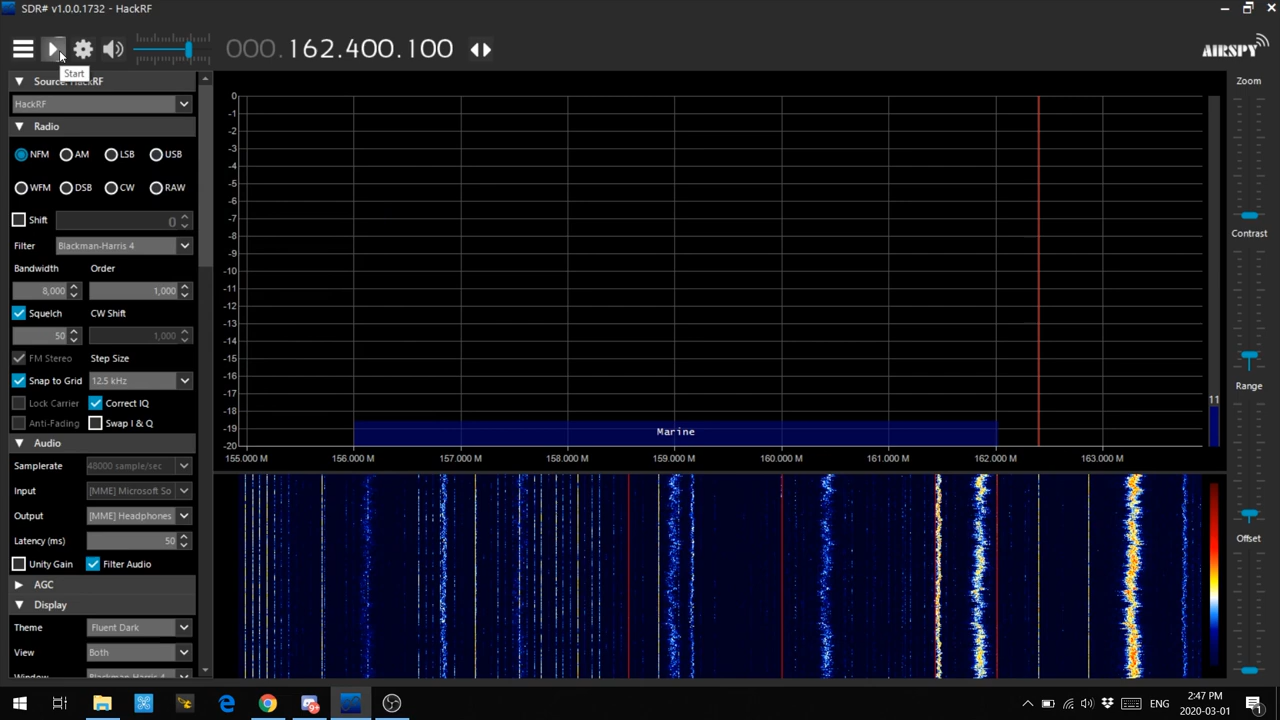 SDR# v1.0.0.1732 - HackRF
000.162.400.100
AIRSPY
Start
Source: HackRF
HackRF
Radio
NFM AM LSB USB
WFM DSB CW RAW
Shift 0
Filter Blackman-Harris 4
Bandwidth Order
8,000 1,000
Squelch CW Shift
50 1,000
FM Stereo Step Size
Snap to Grid 12.5 kHz
Lock Carrier Correct IQ
Anti-Fading Swap I & Q
Audio
Samplerate 48000 sample/sec
Input [MME] Microsoft So
Output [MME] Headphones
Latency (ms) 50
Unity Gain Filter Audio
AGC
Display
Theme Fluent Dark
View Both
Window Blackman-Harris 4
0
-1
-2
-3
-4
-5
-6
-7
-8
-9
-10
-11
-12
-13
-14
-15
-16
-17
-18
-19
-20
Marine
155.000 M 156.000 M 157.000 M 158.000 M 159.000 M 160.000 M 161.000 M 162.000 M 163.000 M
11
Zoom
Contrast
Range
Offset
ENG
2:47 PM
2020-03-01
1